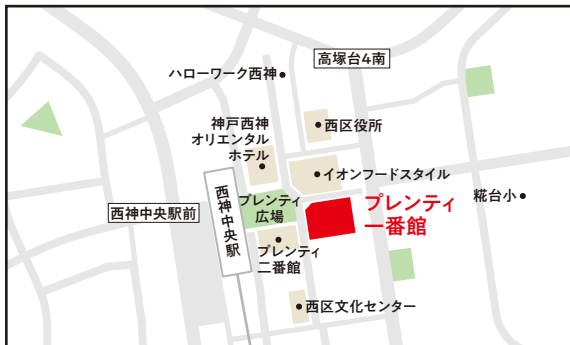 高塚台4南
ハローワーク西神
神戸西神
オリエンタル
ホテル
西区役所
イオンフードスタイル
西神中央駅前
西神中央駅
プレンティ
広場
プレンティ
一番館
糀台小
プレンティ
二番館
西区文化センター